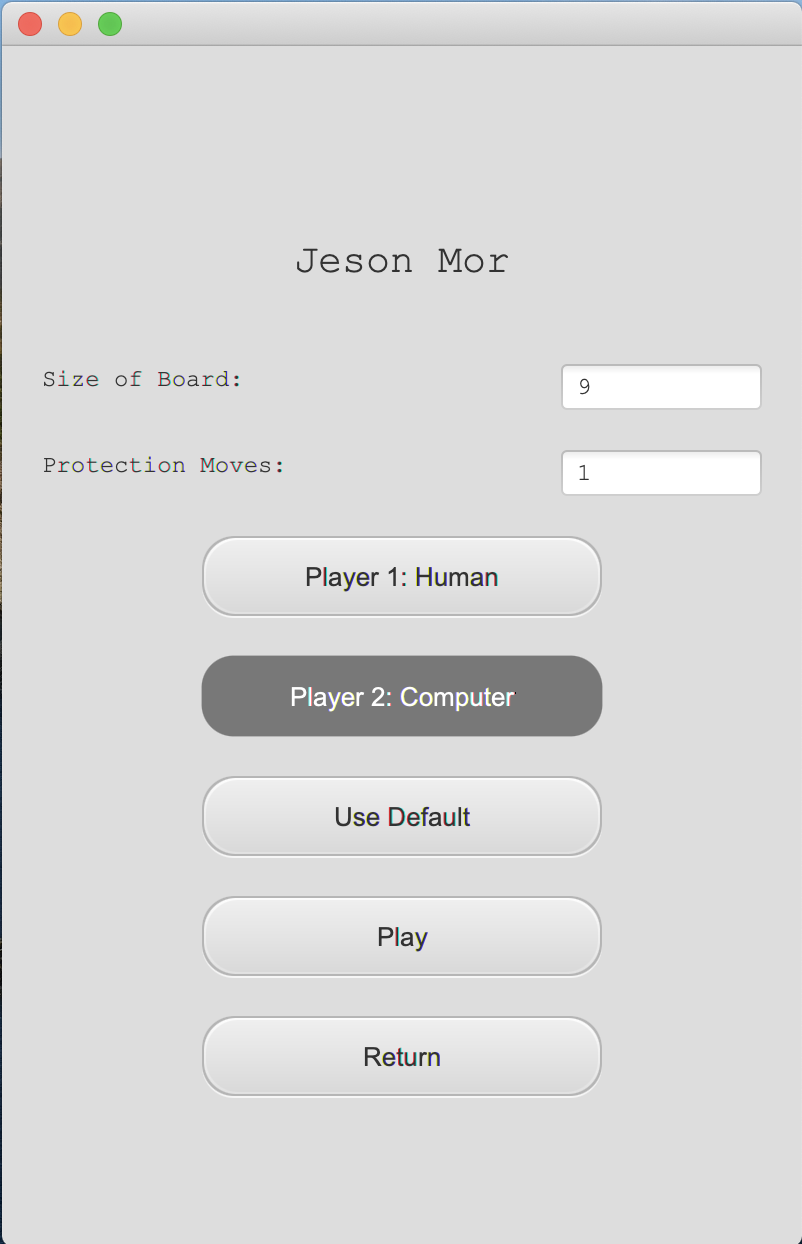 Jeson Mor
Size of Board:
9
Protection Moves:
1
Player 1: Human
Player 2: Computer
Use Default
Play
Return